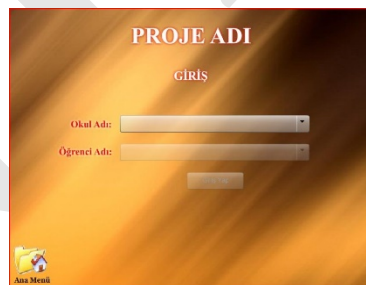 PROJE ADI
GİRİŞ
Okul Adı:
Öğrenci Adı:
Ana Menü